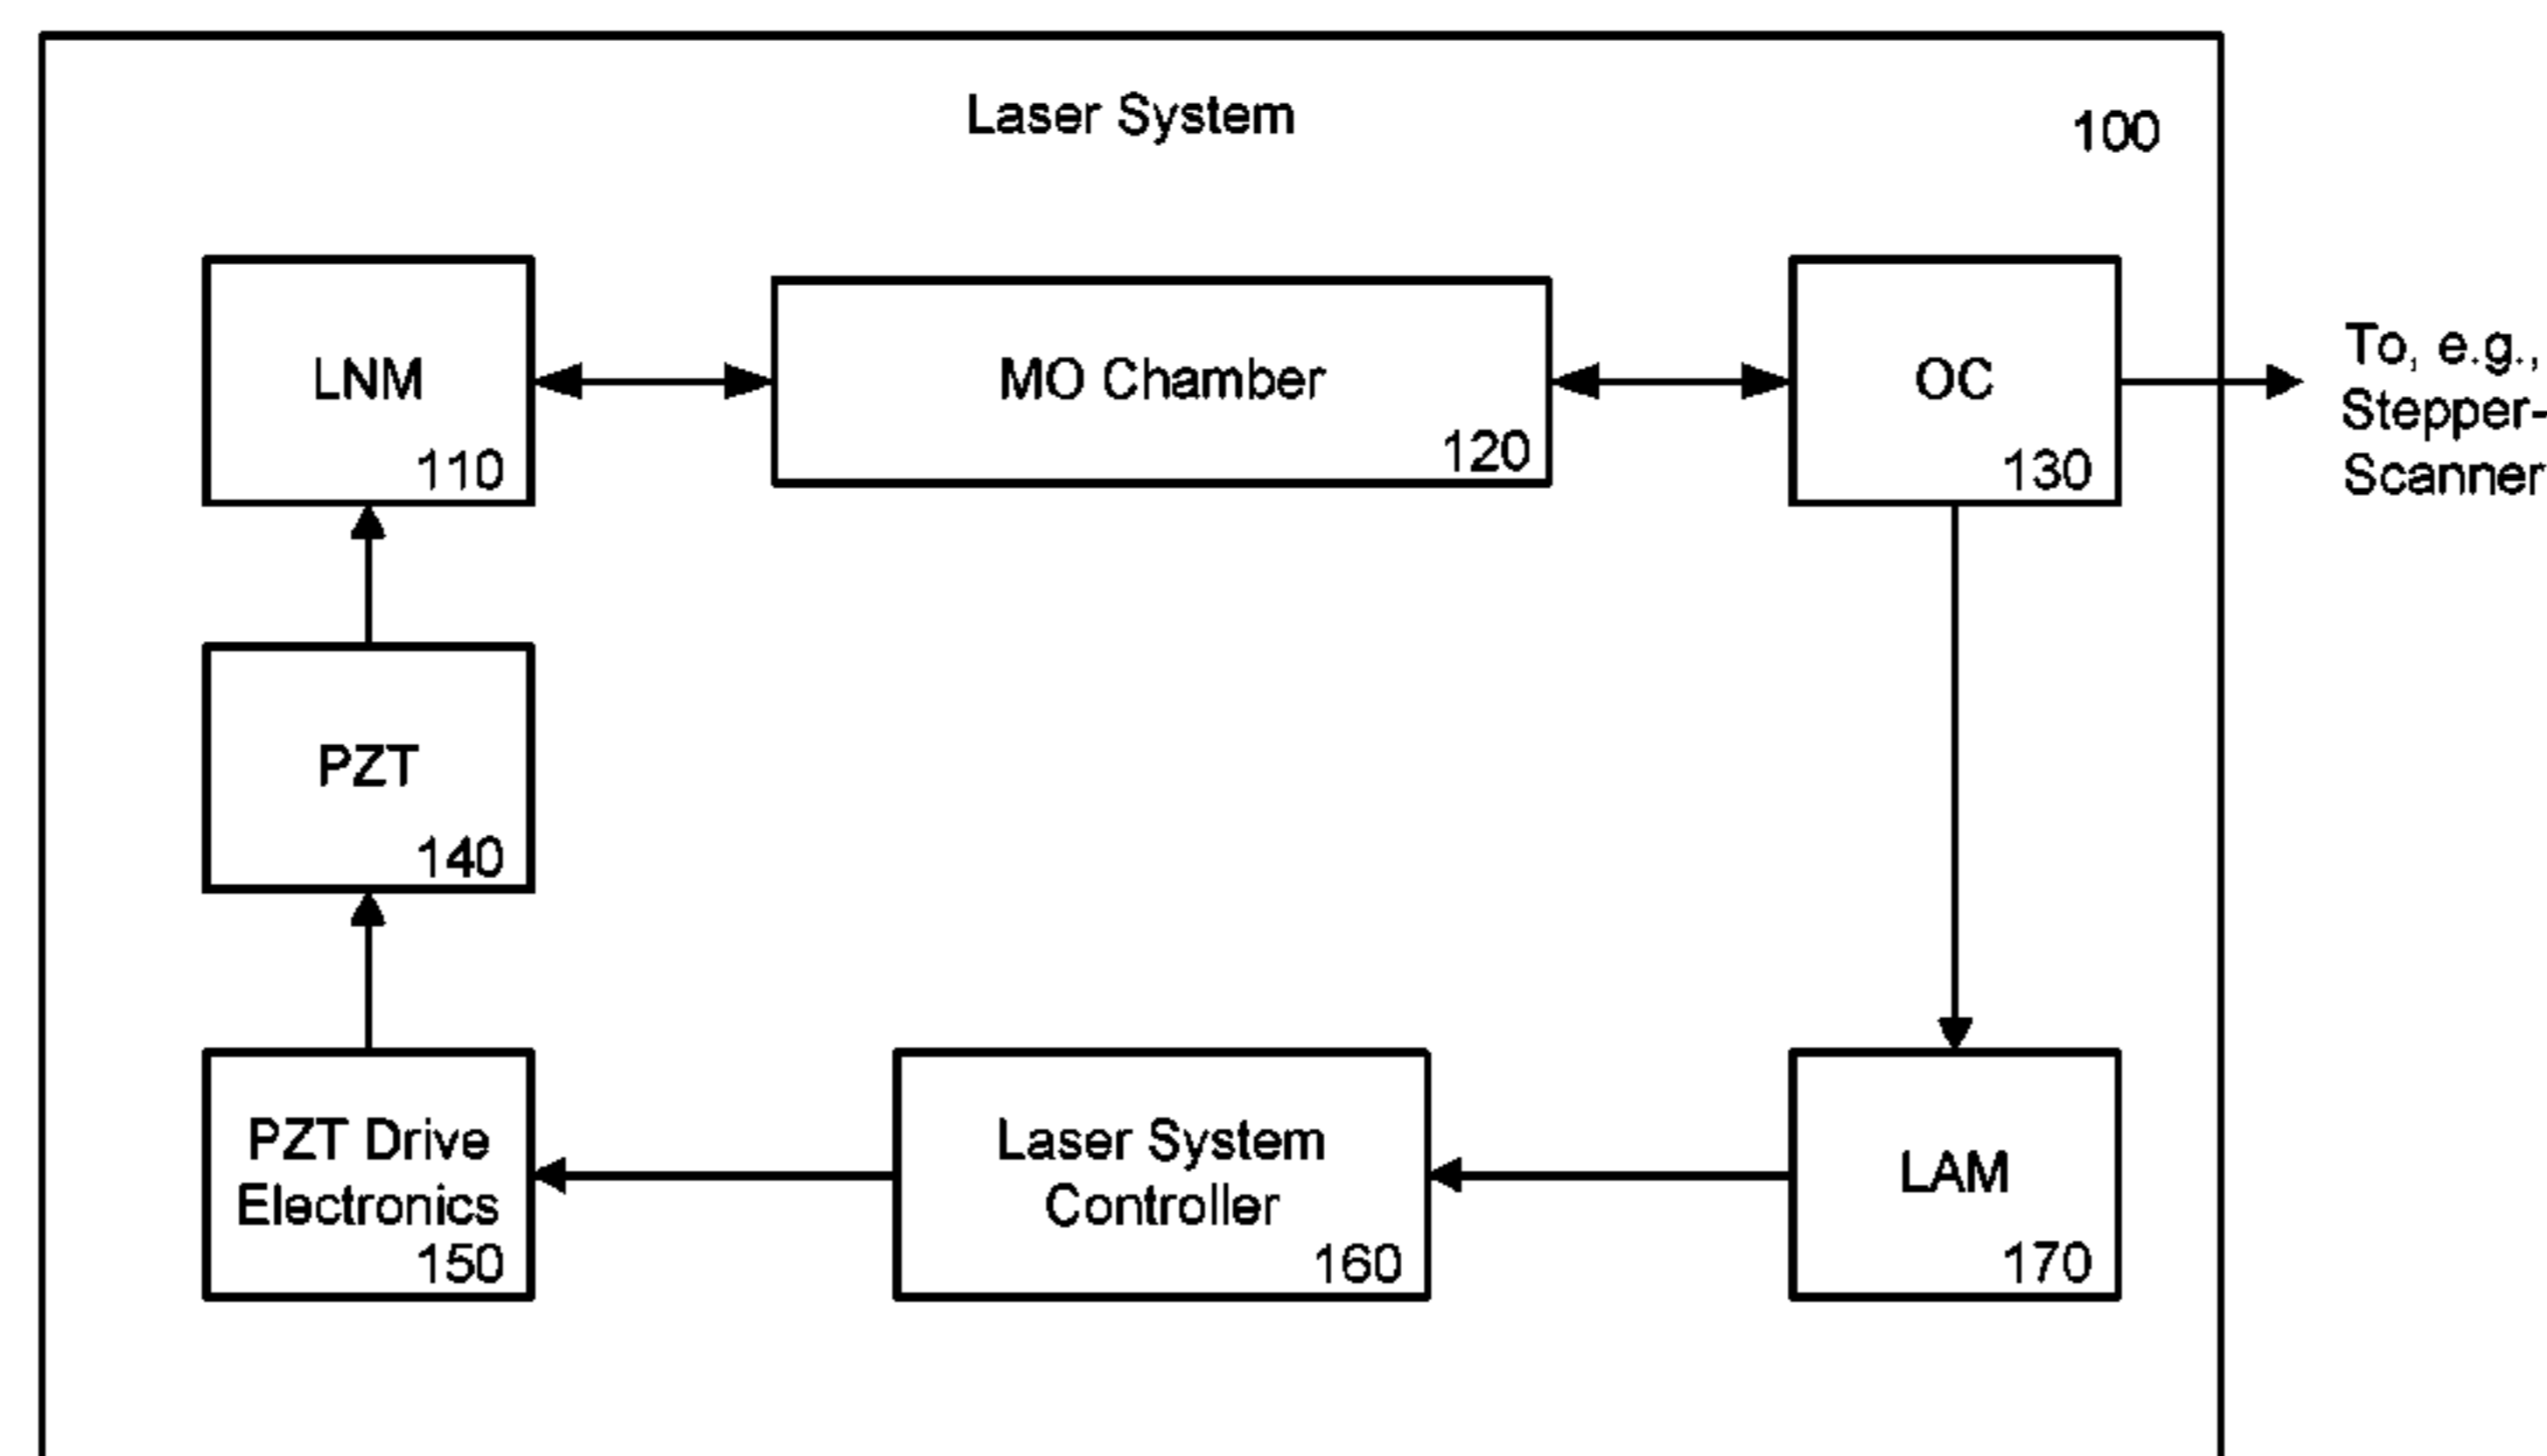 Laser System
100
LNM
110
MO Chamber
120
OC
130
To, e.g.,
Stepper-
Scanner
PZT
140
PZT Drive
Electronics
150
Laser System
Controller
160
LAM
170